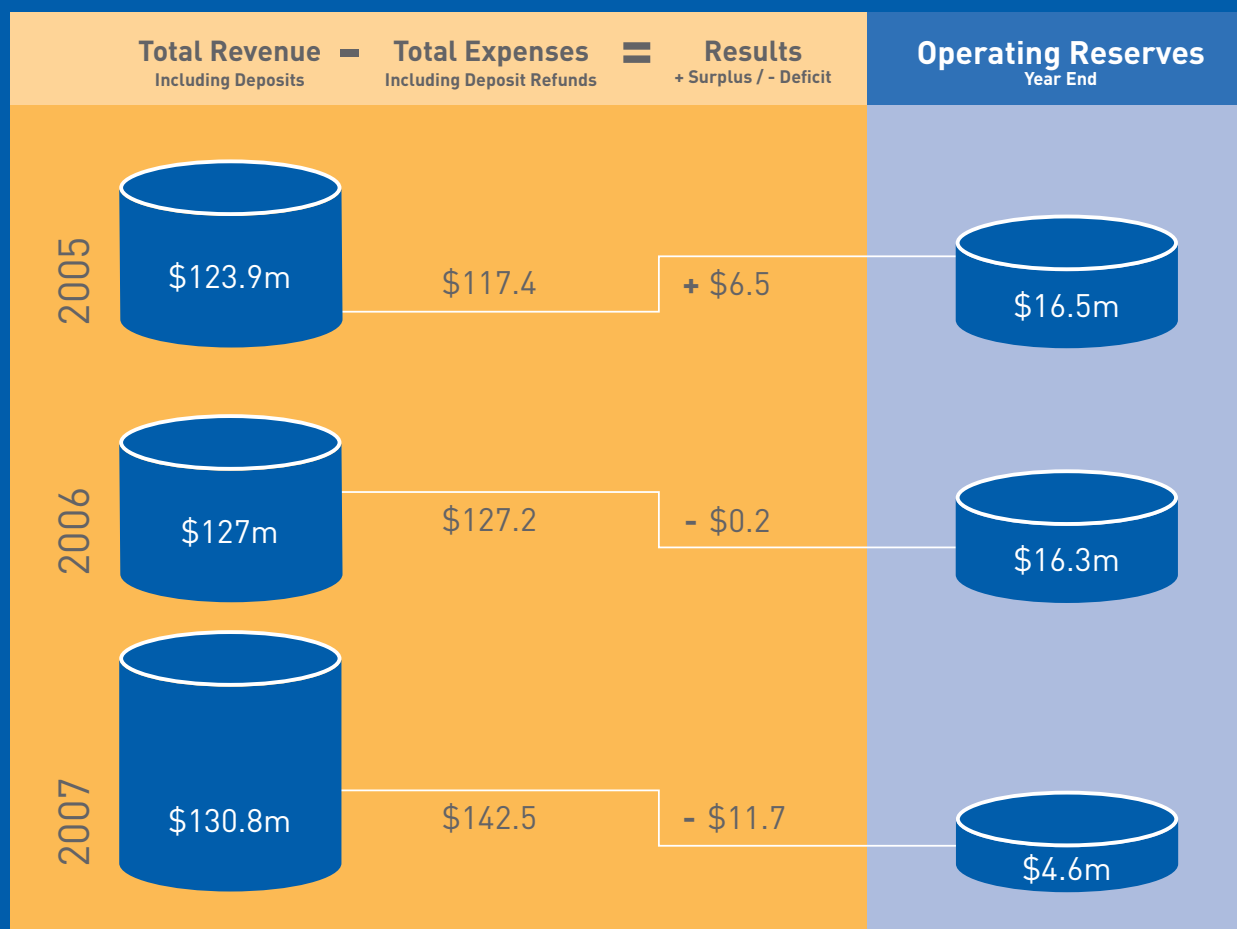 Total Revenue - Total Expenses = Results
Including Deposits Including Deposit Refunds + Surplus / - Deficit
Operating Reserves
Year End
2005
$123.9m $117.4 + $6.5 $16.5m
2006
$127m $127.2 - $0.2 $16.3m
2007
$130.8m $142.5 - $11.7 $4.6m